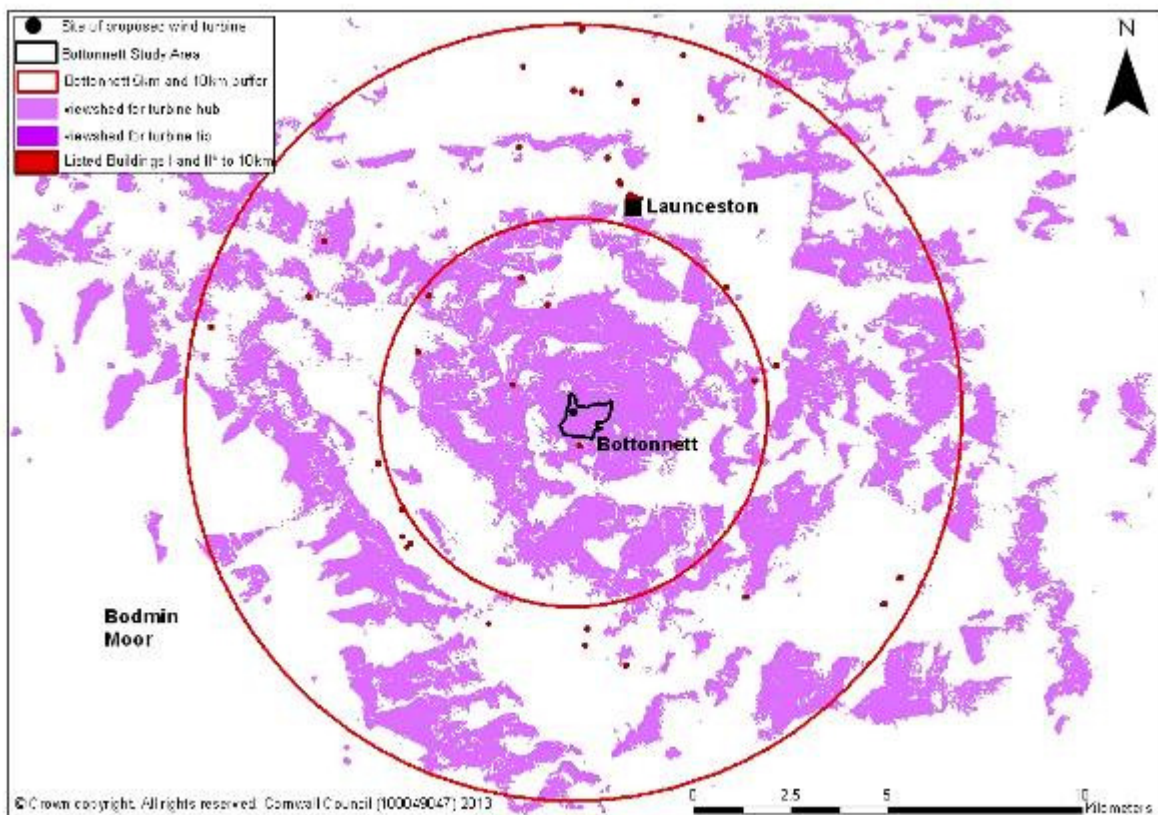 Site of proposed wind turbine
Bottonnett Study Area
Bottonnett 5km and 10km buffer
viewshed for turbine hub
viewshed for turbine tip
Listed Buildings I and II* to 10km
N
Launceston
Bottonnett
Bodmin
Moor
© Crown copyright. All rights reserved. Cornwall Council (100049047) 2013
0 2.5 5 10
Kilometers